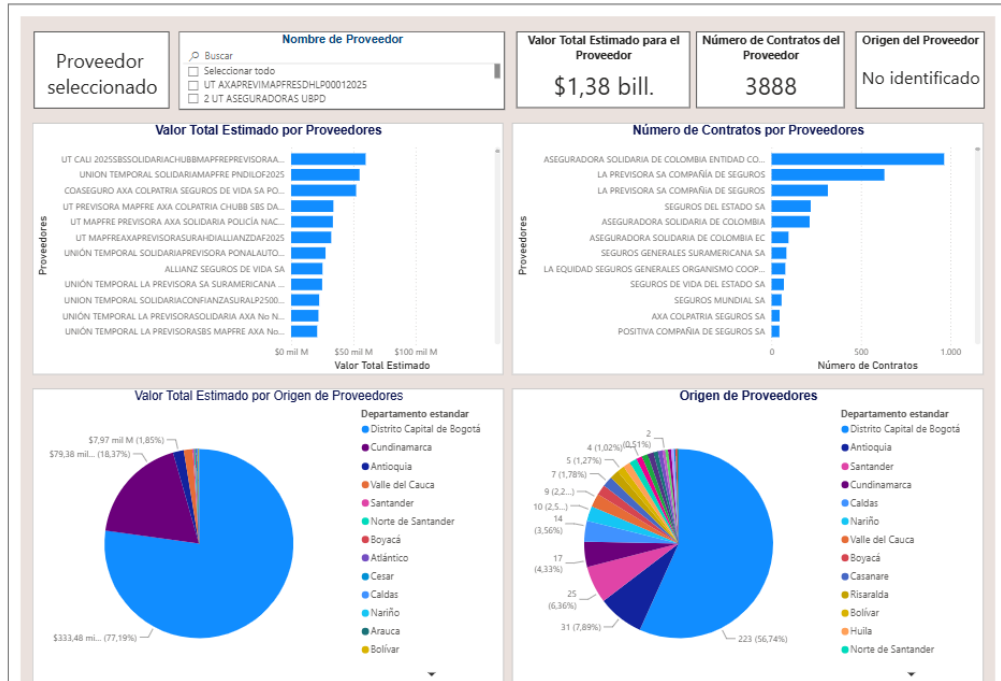 Proveedor
seleccionado
Nombre de Proveedor
Buscar
Seleccionar todo
UT AXAPREVIMAPFRESDHLP00012025
2 UT ASEGURADORAS UBPD
Valor Total Estimado para el
Proveedor
$1,38 bill.
Número de Contratos del
Proveedor
3888
Origen del Proveedor
No identificado
Valor Total Estimado por Proveedores
Proveedores
UT CALI 2025SBSSOLIDARIACHUBBMAPFREPREVISORAA...
UNION TEMPORAL SOLIDARIAMAPFRE PNDILOF2025
COASEGURO AXA COLPATRIA SEGUROS DE VIDA SA PO...
UT PREVISORA MAPFRE AXA COLPATRIA CHUBB SBS DA...
UT MAPFRE PREVISORA AXA SOLIDARIA POLICÍA NAC...
UT MAPFREAXAPREVISORASURAHDIALLIANZDAF2025
UNIÓN TEMPORAL SOLIDARIAPREVISORA PONALAUTO...
ALLIANZ SEGUROS DE VIDA SA
UNIÓN TEMPORAL LA PREVISORA SA SURAMERICANA ...
UNION TEMPORAL SOLIDARIACONFIANZASURALP2500...
UNIÓN TEMPORAL LA PREVISORASOLIDARIA AXA No N...
UNIÓN TEMPORAL LA PREVISORASBS MAPFRE AXA No...
$0 mil M
$50 mil M
$100 mil M
Valor Total Estimado
Número de Contratos por Proveedores
Proveedores
ASEGURADORA SOLIDARIA DE COLOMBIA ENTIDAD CO...
LA PREVISORA SA COMPAÑÍA DE SEGUROS
LA PREVISORA SA COMPAÑiA DE SEGUROS
SEGUROS DEL ESTADO SA
ASEGURADORA SOLIDARIA DE COLOMBIA
ASEGURADORA SOLIDARIA DE COLOMBIA EC
SEGUROS GENERALES SURAMERICANA SA
LA EQUIDAD SEGUROS GENERALES ORGANISMO COOP...
SEGUROS DE VIDA DEL ESTADO SA
SEGUROS MUNDIAL SA
AXA COLPATRIA SEGUROS SA
POSITIVA COMPAÑIA DE SEGUROS SA
0
500
1.000
Número de Contratos
Valor Total Estimado por Origen de Proveedores
$7,97 mil M (1,85%)
$79,38 mil... (18,37%)
$333,48 mi... (77,19%)
Departamento estandar
Distrito Capital de Bogotá
Cundinamarca
Antioquia
Valle del Cauca
Santander
Norte de Santander
Boyacá
Atlántico
Cesar
Caldas
Nariño
Arauca
Bolívar
Origen de Proveedores
2
(0,51%)
4 (1,02%)
5 (1,27%)
7 (1,78%)
9 (2,2...)
10 (2,5...)
14
(3,56%)
17
(4,33%)
25
(6,36%)
31 (7,89%)
223 (56,74%)
Departamento estandar
Distrito Capital de Bogotá
Antioquia
Santander
Cundinamarca
Caldas
Nariño
Valle del Cauca
Boyacá
Casanare
Risaralda
Bolívar
Huila
Norte de Santander